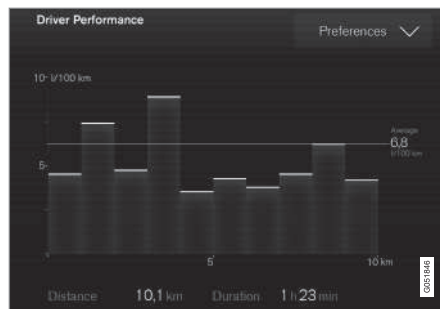 Driver Performance
Preferences
10 l/100 km
Average
6,8
l/100 km
5
5
10 km
Distance 10,1 km Duration 1 h 23 min
G051846